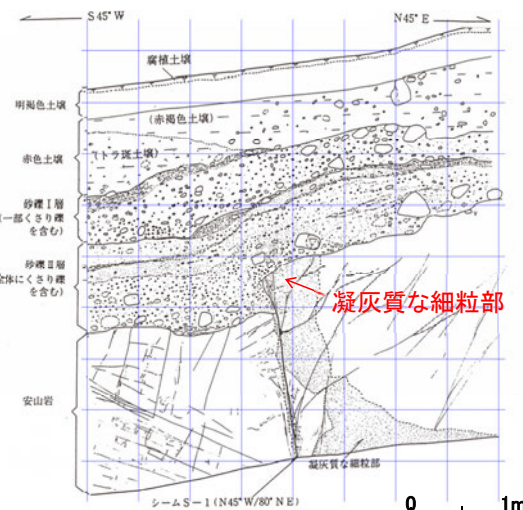 S45°W
N45°E
腐植土壌
明褐色土壌
(赤褐色土壌)
赤色土壌
(トラ斑土壌)
砂礫Ⅰ層
(一部くさり礫
を含む)
砂礫Ⅱ層
全体にくさり礫
を含む)
凝灰質な細粒部
安山岩
凝灰質な細粒部
シームS-1(N45°W/80°NE)
0 1m